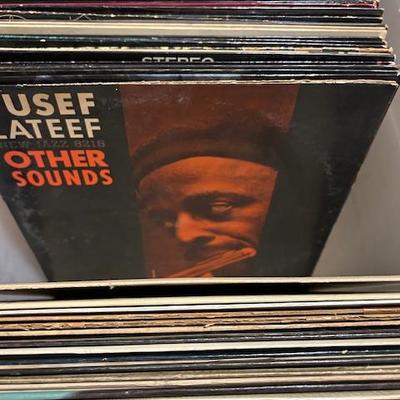 STEREO
USEF
LATEEF
NEW JAZZ 8218
OTHER
SOUNDS